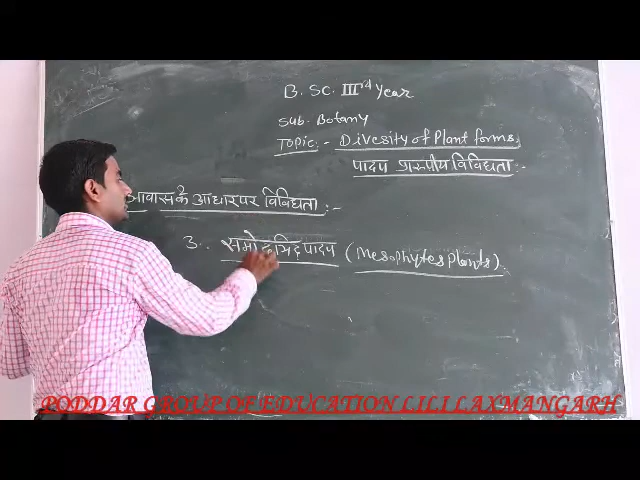 B. Sc. IIIrd Year
Sub. Botany
Topic :- Divesity of Plant forms.
पादप प्रारूपीय विविधता :-
आवास के आधार पर विविधता :-
3. समोद्भिद् पादप (Mesophytes Plants).
PODDAR GROUP OF EDUCATION LILI LAXMANGARH